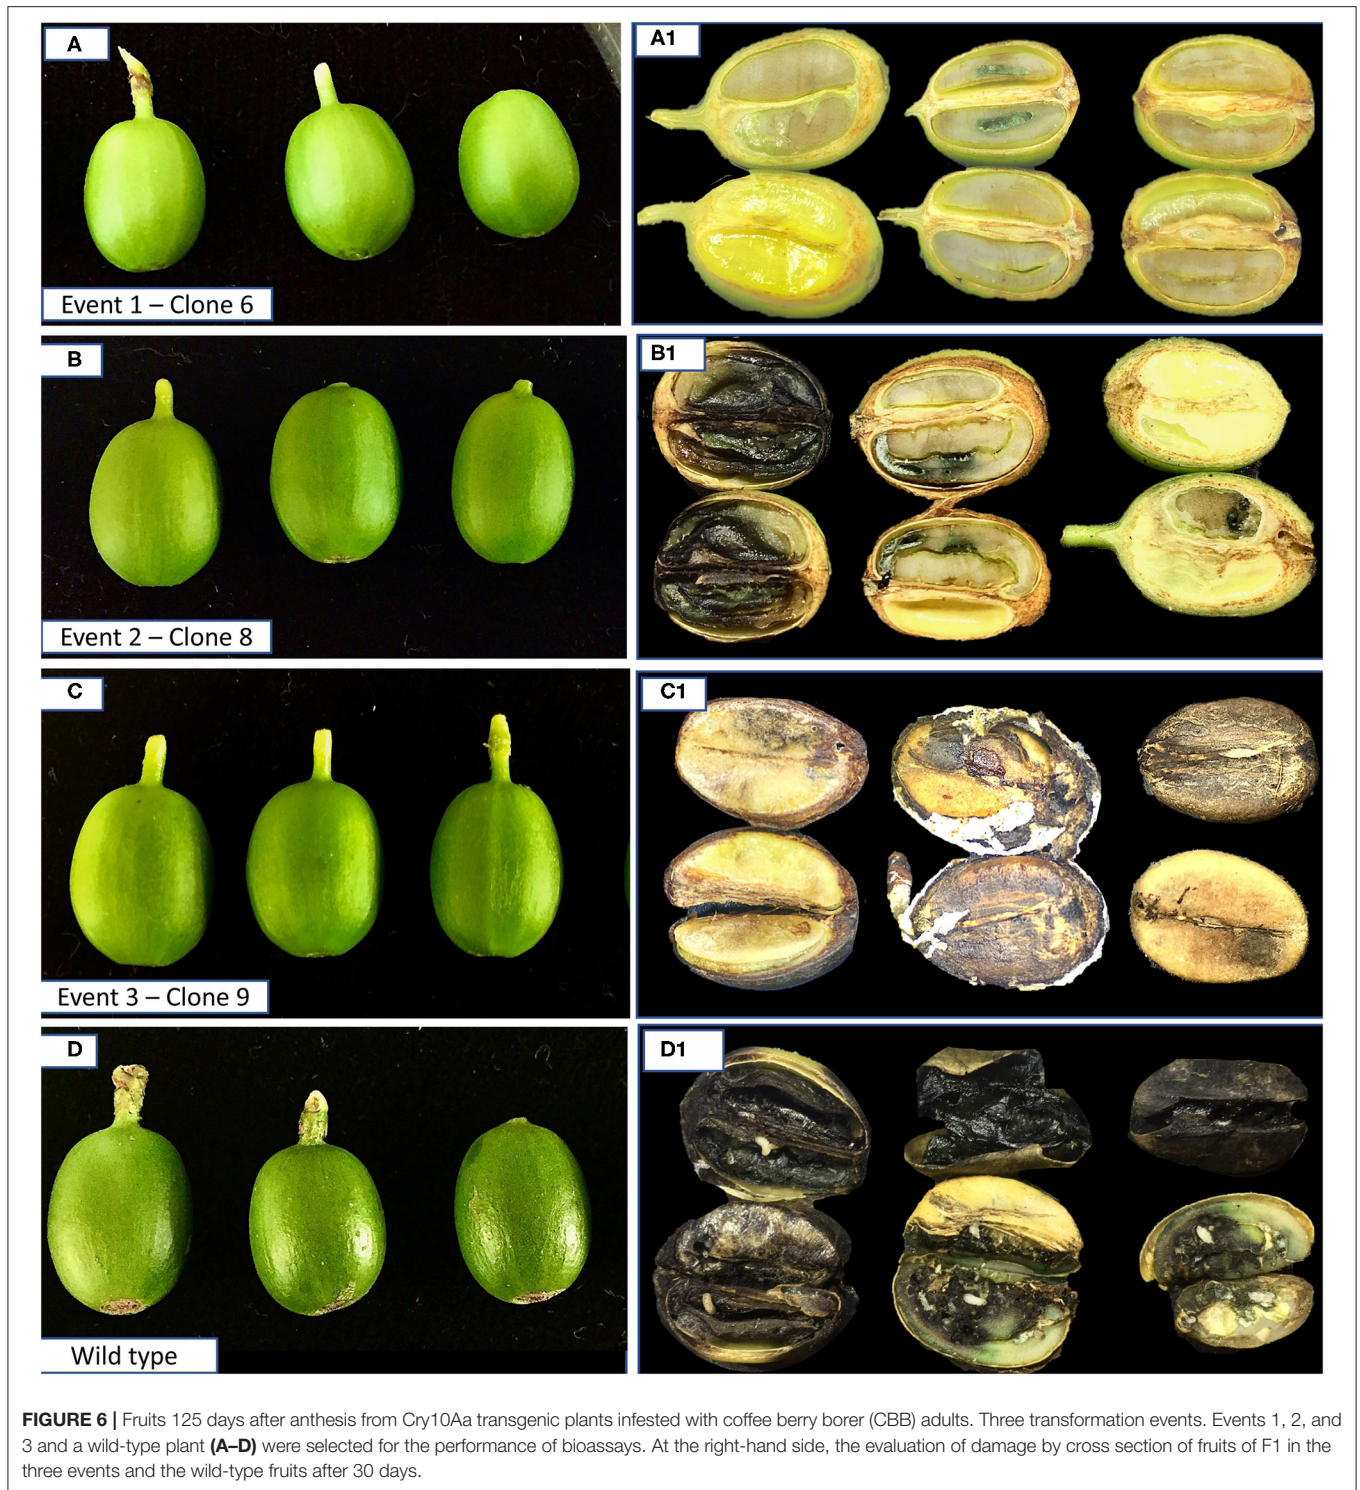 A
A1
Event 1 – Clone 6
B
B1
Event 2 – Clone 8
C
C1
Event 3 – Clone 9
D
D1
Wild type
FIGURE 6 | Fruits 125 days after anthesis from Cry10Aa transgenic plants infested with coffee berry borer (CBB) adults. Three transformation events. Events 1, 2, and
3 and a wild-type plant (A–D) were selected for the performance of bioassays. At the right-hand side, the evaluation of damage by cross section of fruits of F1 in the
three events and the wild-type fruits after 30 days.